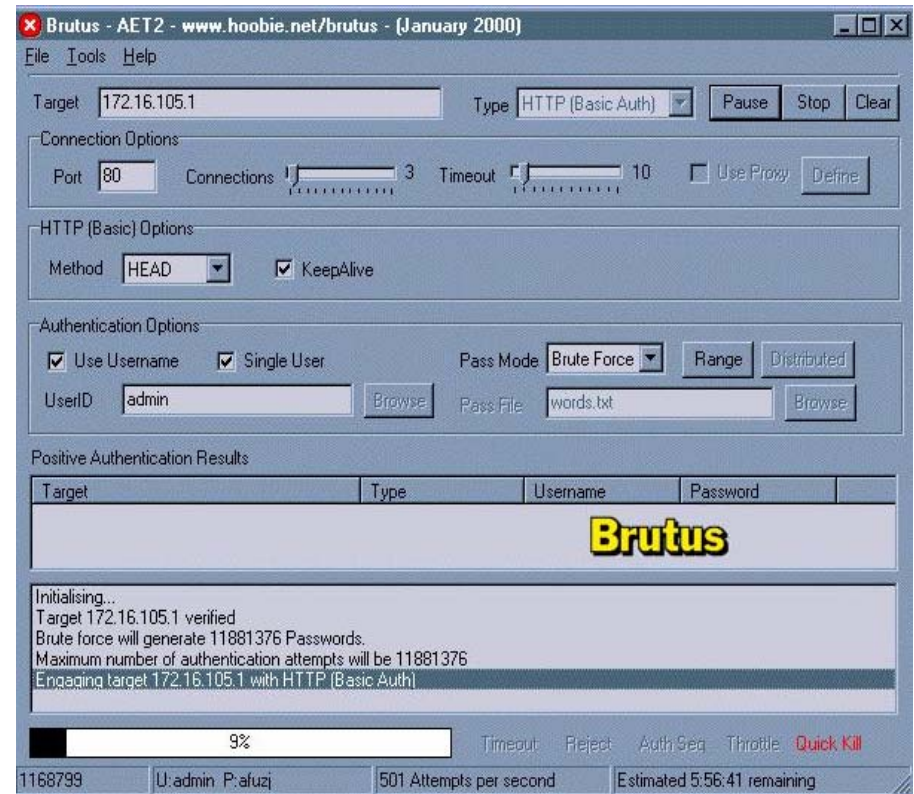 Brutus - AET2 - www.hoobie.net/brutus - (January 2000)
File Tools Help
Target 172.16.105.1 Type HTTP (Basic Auth) Pause Stop Clear
Connection Options
Port 80 Connections 3 Timeout 10 Use Proxy Define
HTTP (Basic) Options
Method HEAD KeepAlive
Authentication Options
Use Username Single User Pass Mode Brute Force Range Distributed
UserID admin Browse Pass File words.txt Browse
Positive Authentication Results
Target Type Username Password
Brutus
Initialising...
Target 172.16.105.1 verified
Brute force will generate 11881376 Passwords.
Maximum number of authentication attempts will be 11881376
Engaging target 172.16.105.1 with HTTP (Basic Auth)
9% Timeout Reject Auth Seq Throttle Quick Kill
1168799 U:admin P:afuzj 501 Attempts per second Estimated 5:56:41 remaining